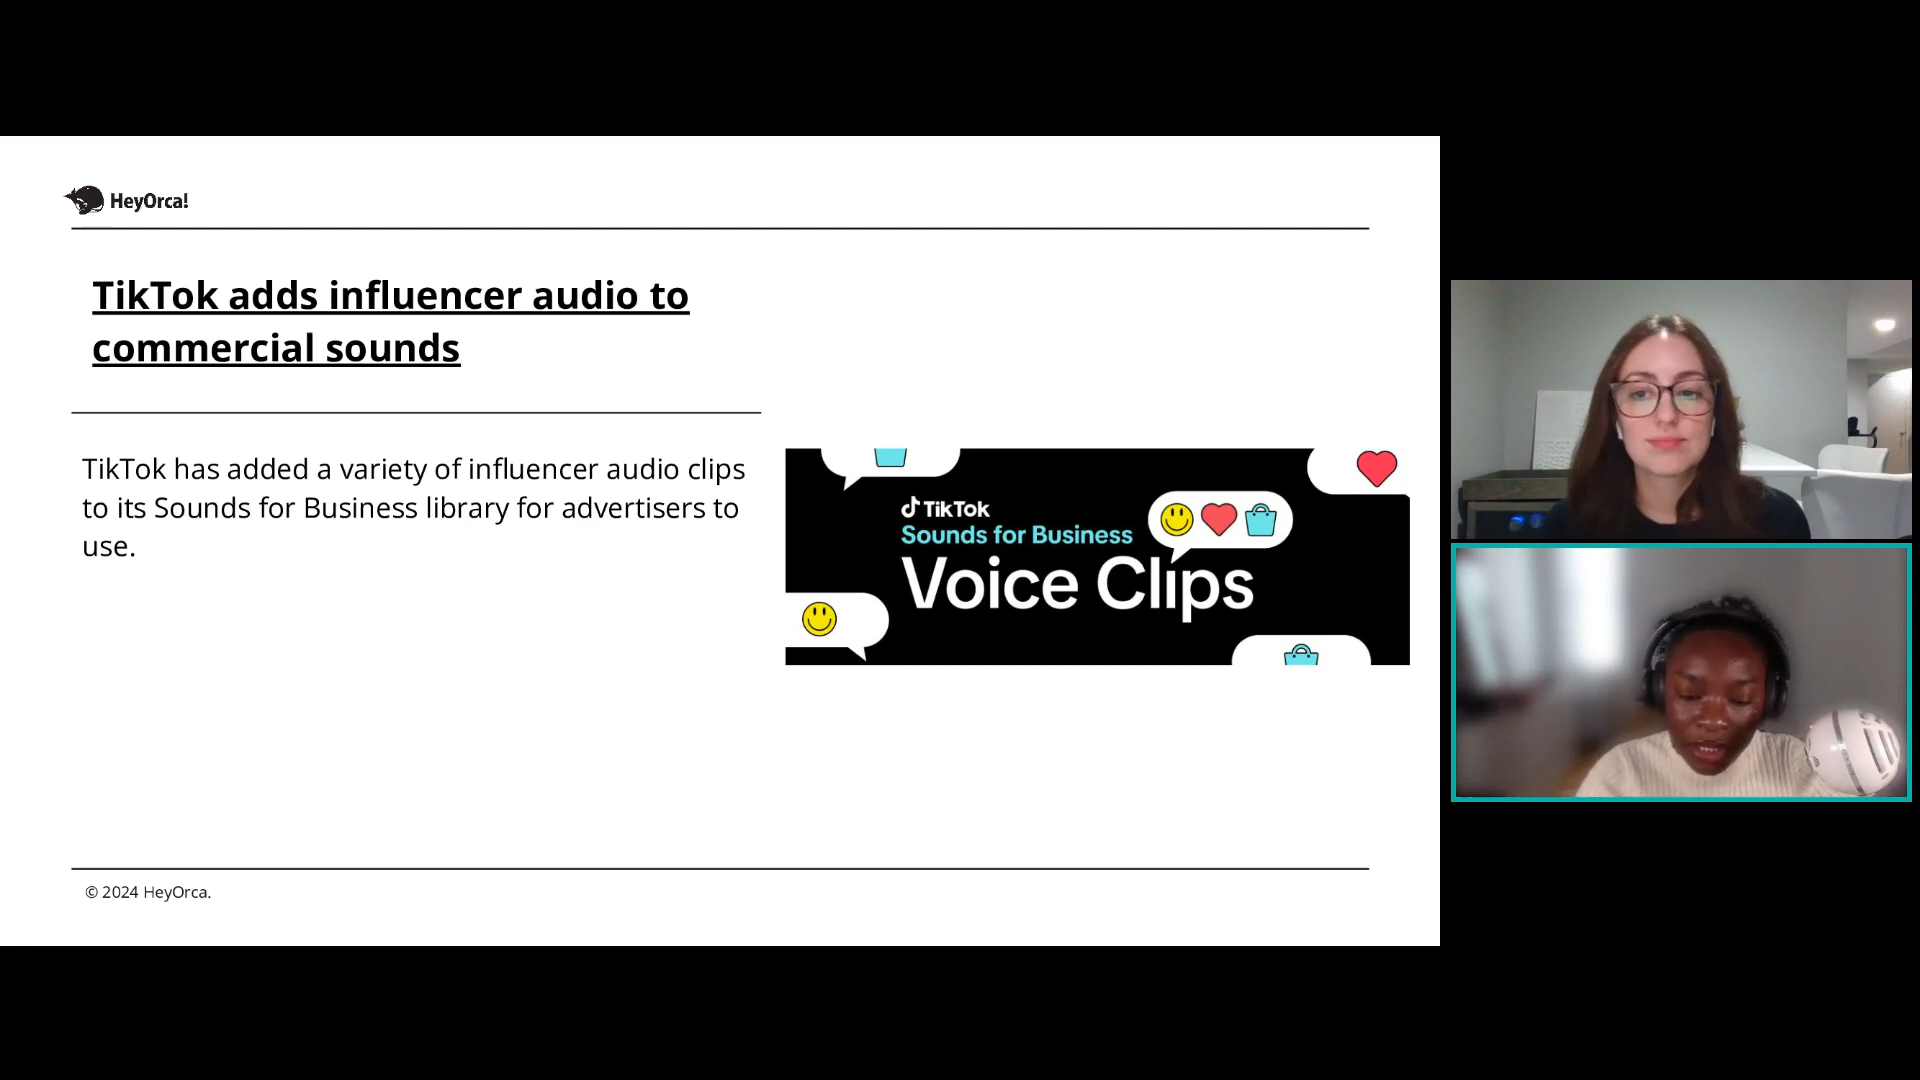 HeyOrca!
TikTok adds influencer audio to
commercial sounds
TikTok has added a variety of influencer audio clips
to its Sounds for Business library for advertisers to
use.
TikTok
Sounds for Business
Voice Clips
© 2024 HeyOrca.